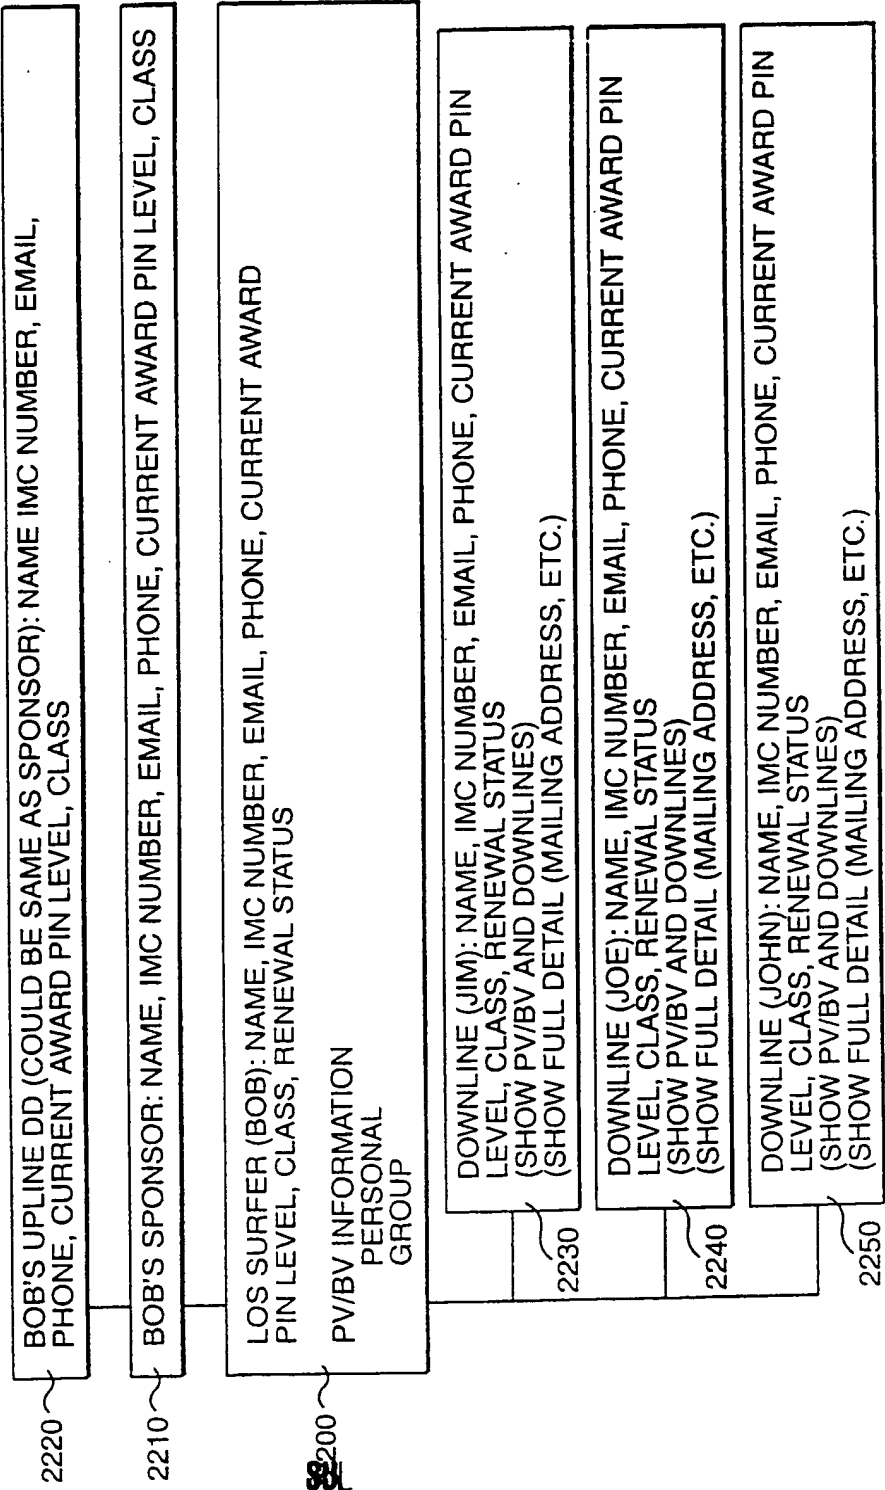 BOB'S UPLINE DD (COULD BE SAME AS SPONSOR): NAME IMC NUMBER, EMAIL,
PHONE, CURRENT AWARD PIN LEVEL, CLASS
2220
BOB'S SPONSOR: NAME, IMC NUMBER, EMAIL, PHONE, CURRENT AWARD PIN LEVEL, CLASS
2210
LOS SURFER (BOB): NAME, IMC NUMBER, EMAIL, PHONE, CURRENT AWARD
PIN LEVEL, CLASS, RENEWAL STATUS
PV/BV INFORMATION
PERSONAL
GROUP
200
DOWNLINE (JIM): NAME, IMC NUMBER, EMAIL, PHONE, CURRENT AWARD PIN
LEVEL, CLASS, RENEWAL STATUS
(SHOW PV/BV AND DOWNLINES)
(SHOW FULL DETAIL (MAILING ADDRESS, ETC.)
2230
DOWNLINE (JOE): NAME, IMC NUMBER, EMAIL, PHONE, CURRENT AWARD PIN
LEVEL, CLASS, RENEWAL STATUS
(SHOW PV/BV AND DOWNLINES)
(SHOW FULL DETAIL (MAILING ADDRESS, ETC.)
2240
DOWNLINE (JOHN): NAME, IMC NUMBER, EMAIL, PHONE, CURRENT AWARD PIN
LEVEL, CLASS, RENEWAL STATUS
(SHOW PV/BV AND DOWNLINES)
(SHOW FULL DETAIL (MAILING ADDRESS, ETC.)
2250